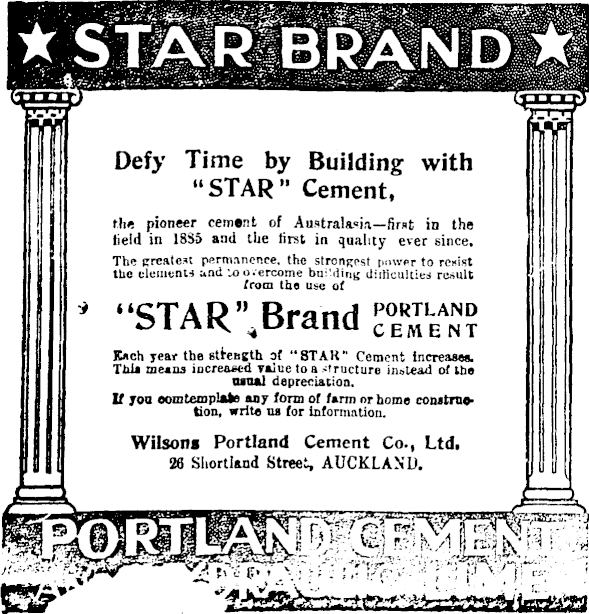 ★ STAR BRAND ★
Defy Time by Building with
"STAR" Cement,
the pioneer cement of Australasia—first in the
field in 1885 and the first in quality ever since.
The greatest permanence, the strongest power to resist
the elements and to overcome building difficulties result
from the use of
"STAR" Brand PORTLAND
CEMENT
Each year the strength of "STAR" Cement increases.
This means increased value to a structure instead of the
usual depreciation.
If you comtemplate any form of farm or home construc-
tion, write us for information.
Wilsons Portland Cement Co., Ltd.
26 Shortland Street, AUCKLAND.
PORTLAND CEMENT
LIME